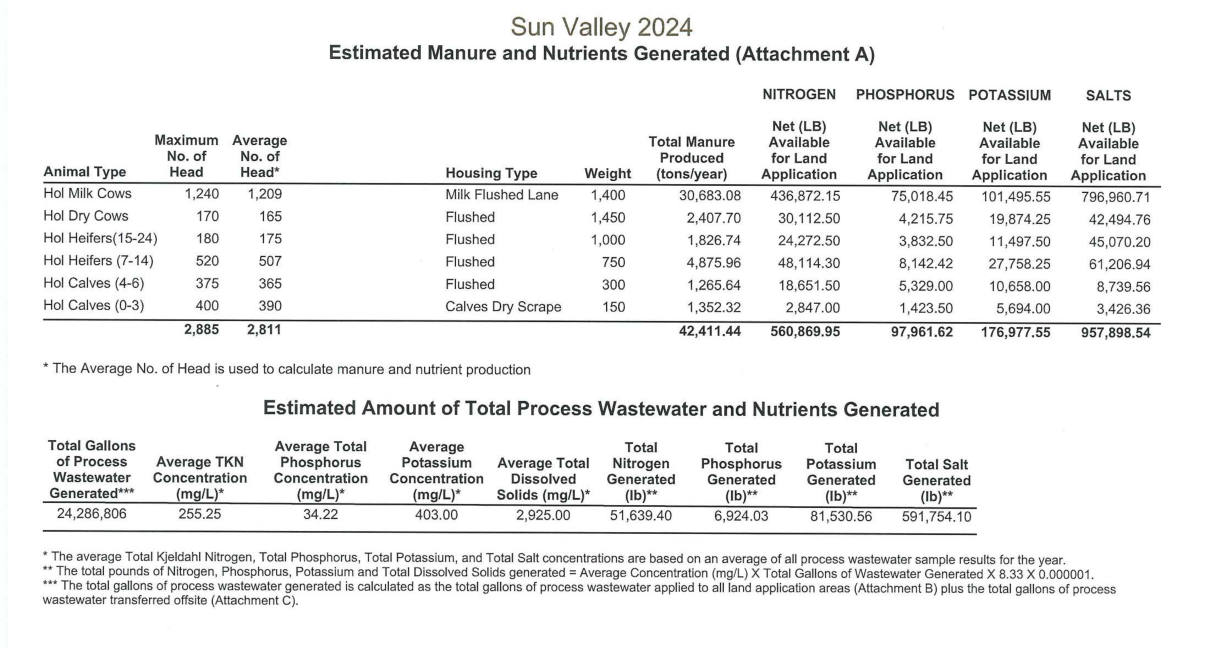 Sun Valley 2024
Estimated Manure and Nutrients Generated (Attachment A)
NITROGEN PHOSPHORUS POTASSIUM SALTS
Animal Type Maximum No. of Head Average No. of Head* Housing Type Weight Total Manure Produced (tons/year) Net (LB) Available for Land Application Net (LB) Available for Land Application Net (LB) Available for Land Application Net (LB) Available for Land Application
Hol Milk Cows 1,240 1,209 Milk Flushed Lane 1,400 30,683.08 436,872.15 75,018.45 101,495.55 796,960.71
Hol Dry Cows 170 165 Flushed 1,450 2,407.70 30,112.50 4,215.75 19,874.25 42,494.76
Hol Heifers(15-24) 180 175 Flushed 1,000 1,826.74 24,272.50 3,832.50 11,497.50 45,070.20
Hol Heifers (7-14) 520 507 Flushed 750 4,875.96 48,114.30 8,142.42 27,758.25 61,206.94
Hol Calves (4-6) 375 365 Flushed 300 1,265.64 18,651.50 5,329.00 10,658.00 8,739.56
Hol Calves (0-3) 400 390 Calves Dry Scrape 150 1,352.32 2,847.00 1,423.50 5,694.00 3,426.36
2,885 2,811 42,411.44 560,869.95 97,961.62 176,977.55 957,898.54
* The Average No. of Head is used to calculate manure and nutrient production
Estimated Amount of Total Process Wastewater and Nutrients Generated
Total Gallons of Process Wastewater Generated*** Average TKN Concentration (mg/L)* Average Total Phosphorus Concentration (mg/L)* Average Potassium Concentration (mg/L)* Average Total Dissolved Solids (mg/L)* Total Nitrogen Generated (lb)** Total Phosphorus Generated (lb)** Total Potassium Generated (lb)** Total Salt Generated (lb)**
24,286,806 255.25 34.22 403.00 2,925.00 51,639.40 6,924.03 81,530.56 591,754.10
* The average Total Kjeldahl Nitrogen, Total Phosphorus, Total Potassium, and Total Salt concentrations are based on an average of all process wastewater sample results for the year.
** The total pounds of Nitrogen, Phosphorus, Potassium and Total Dissolved Solids generated = Average Concentration (mg/L) X Total Gallons of Wastewater Generated X 8.33 X 0.000001.
*** The total gallons of process wastewater generated is calculated as the total gallons of process wastewater applied to all land application areas (Attachment B) plus the total gallons of process
wastewater transferred offsite (Attachment C).